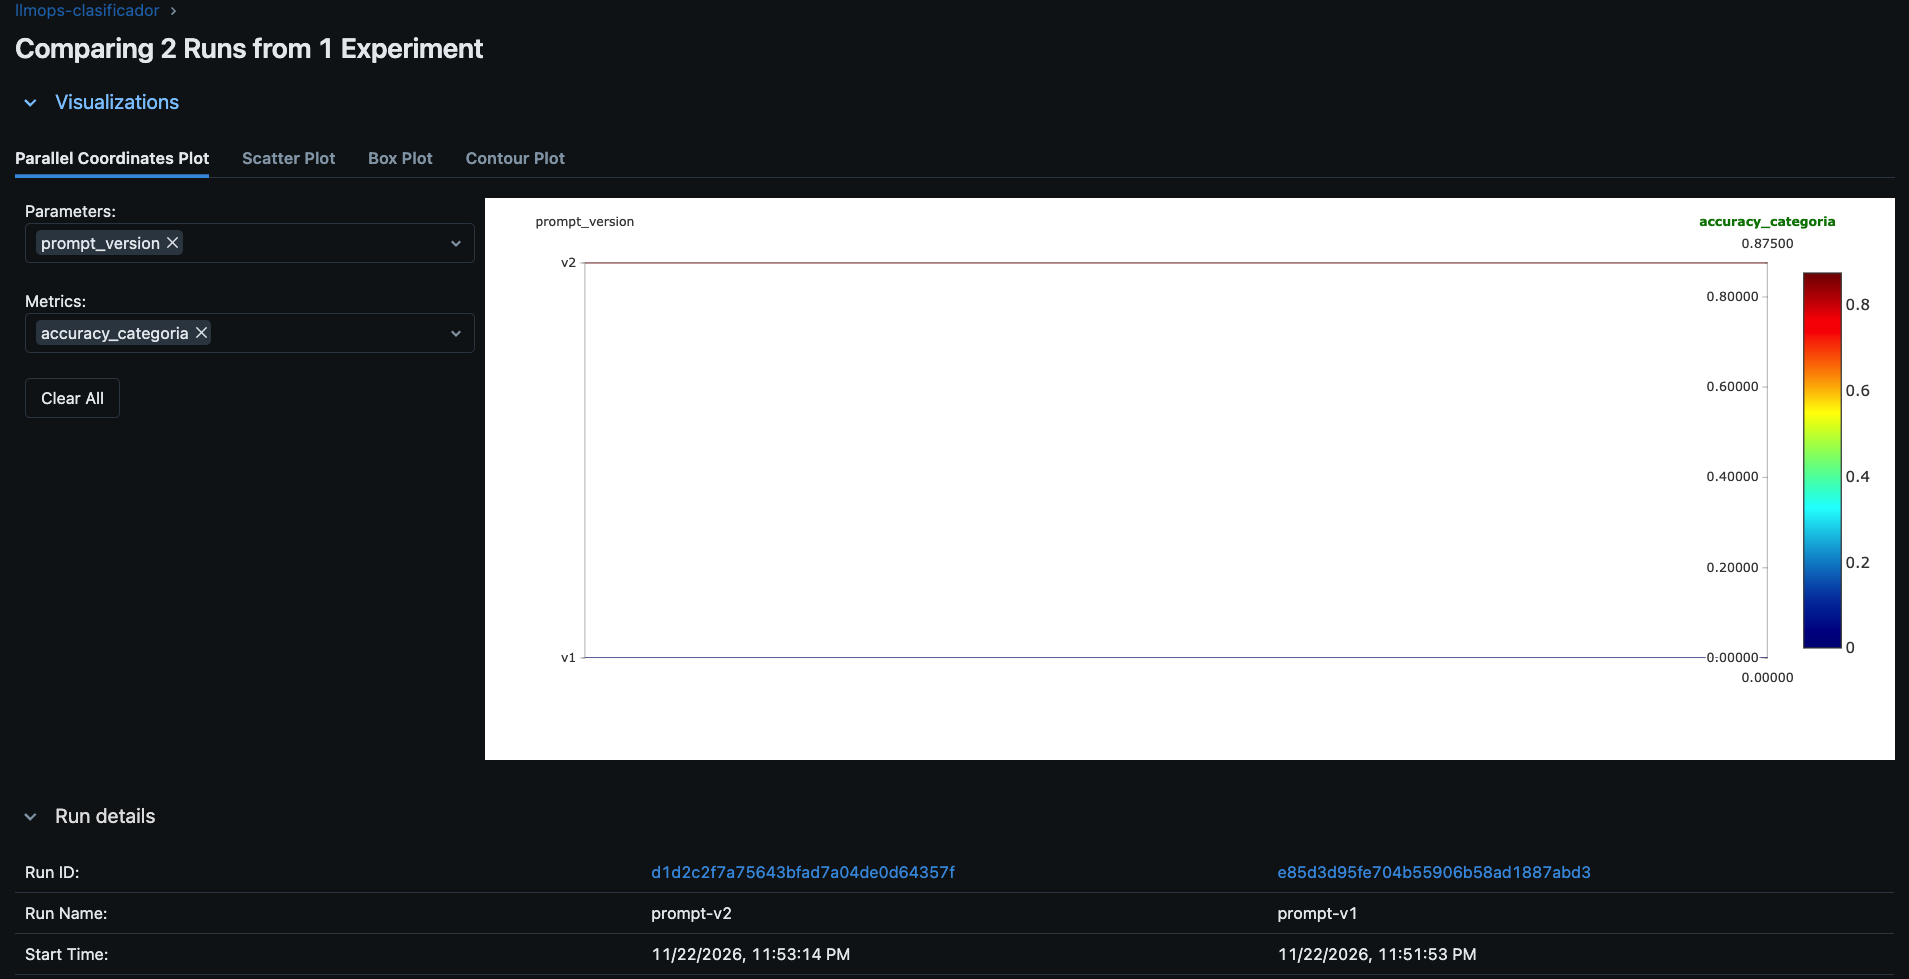 llmops-clasificador
Comparing 2 Runs from 1 Experiment
Visualizations
Parallel Coordinates Plot Scatter Plot Box Plot Contour Plot
Parameters:
prompt_version
Metrics:
accuracy_categoria
Clear All
prompt_version
accuracy_categoria
0.87500
v2
0.80000
0.60000
0.40000
0.20000
v1
0.00000
0.00000
0.8
0.6
0.4
0.2
0
Run details
Run ID: d1d2c2f7a75643bfad7a04de0d64357f e85d3d95fe704b55906b58ad1887abd3
Run Name: prompt-v2 prompt-v1
Start Time: 11/22/2026, 11:53:14 PM 11/22/2026, 11:51:53 PM